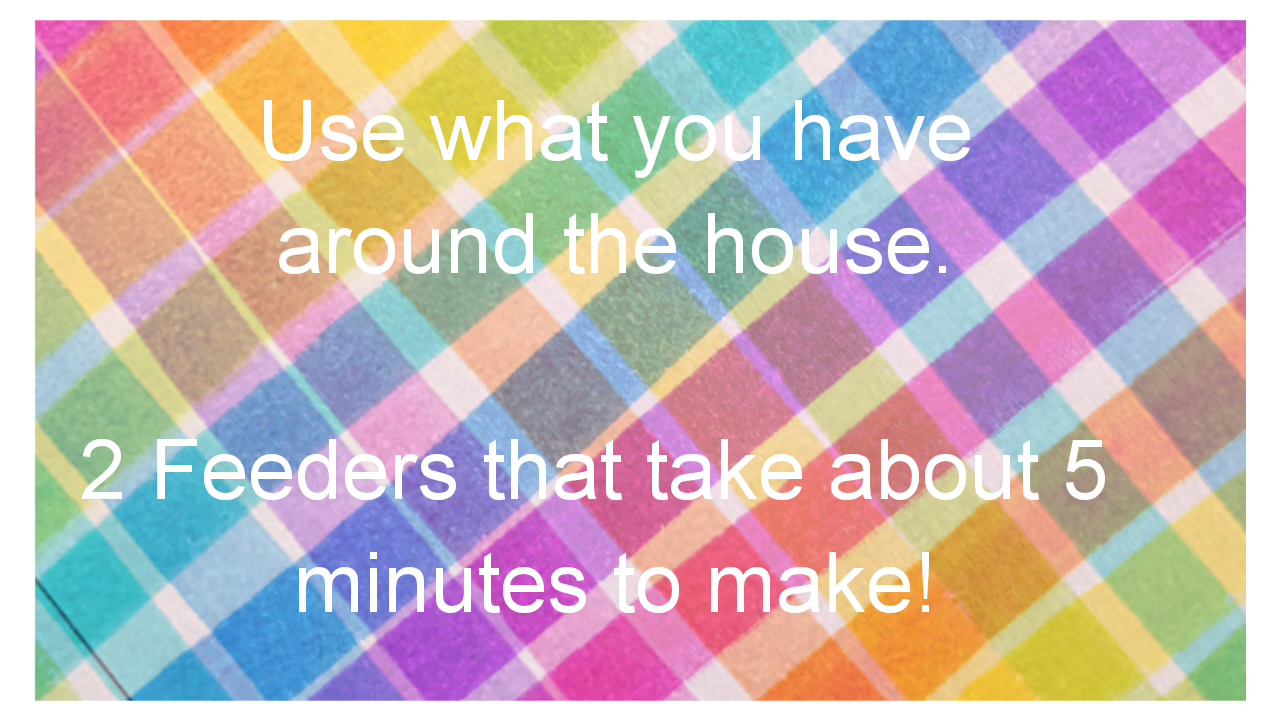 Use what you have
around the house.
2 Feeders that take about 5
minutes to make!